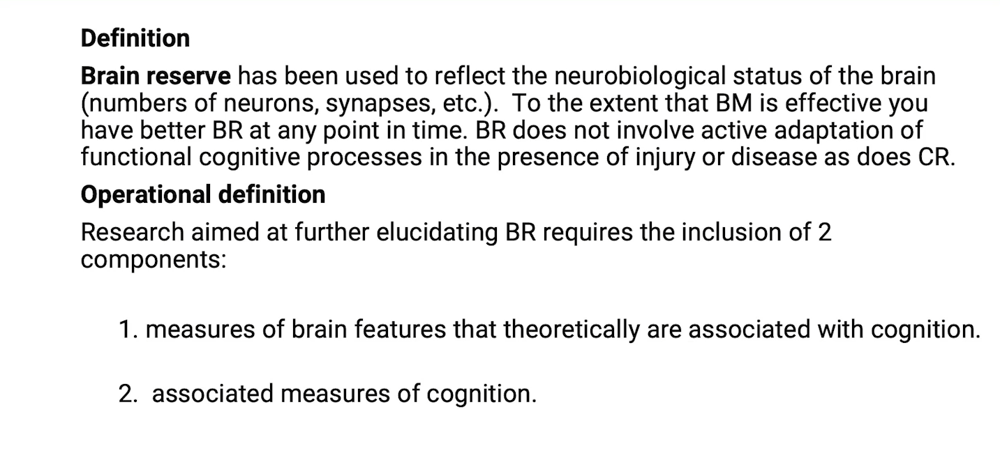 Definition
Brain reserve has been used to reflect the neurobiological status of the brain
(numbers of neurons, synapses, etc.).  To the extent that BM is effective you
have better BR at any point in time. BR does not involve active adaptation of
functional cognitive processes in the presence of injury or disease as does CR.
Operational definition
Research aimed at further elucidating BR requires the inclusion of 2
components:
1. measures of brain features that theoretically are associated with cognition.
2.  associated measures of cognition.